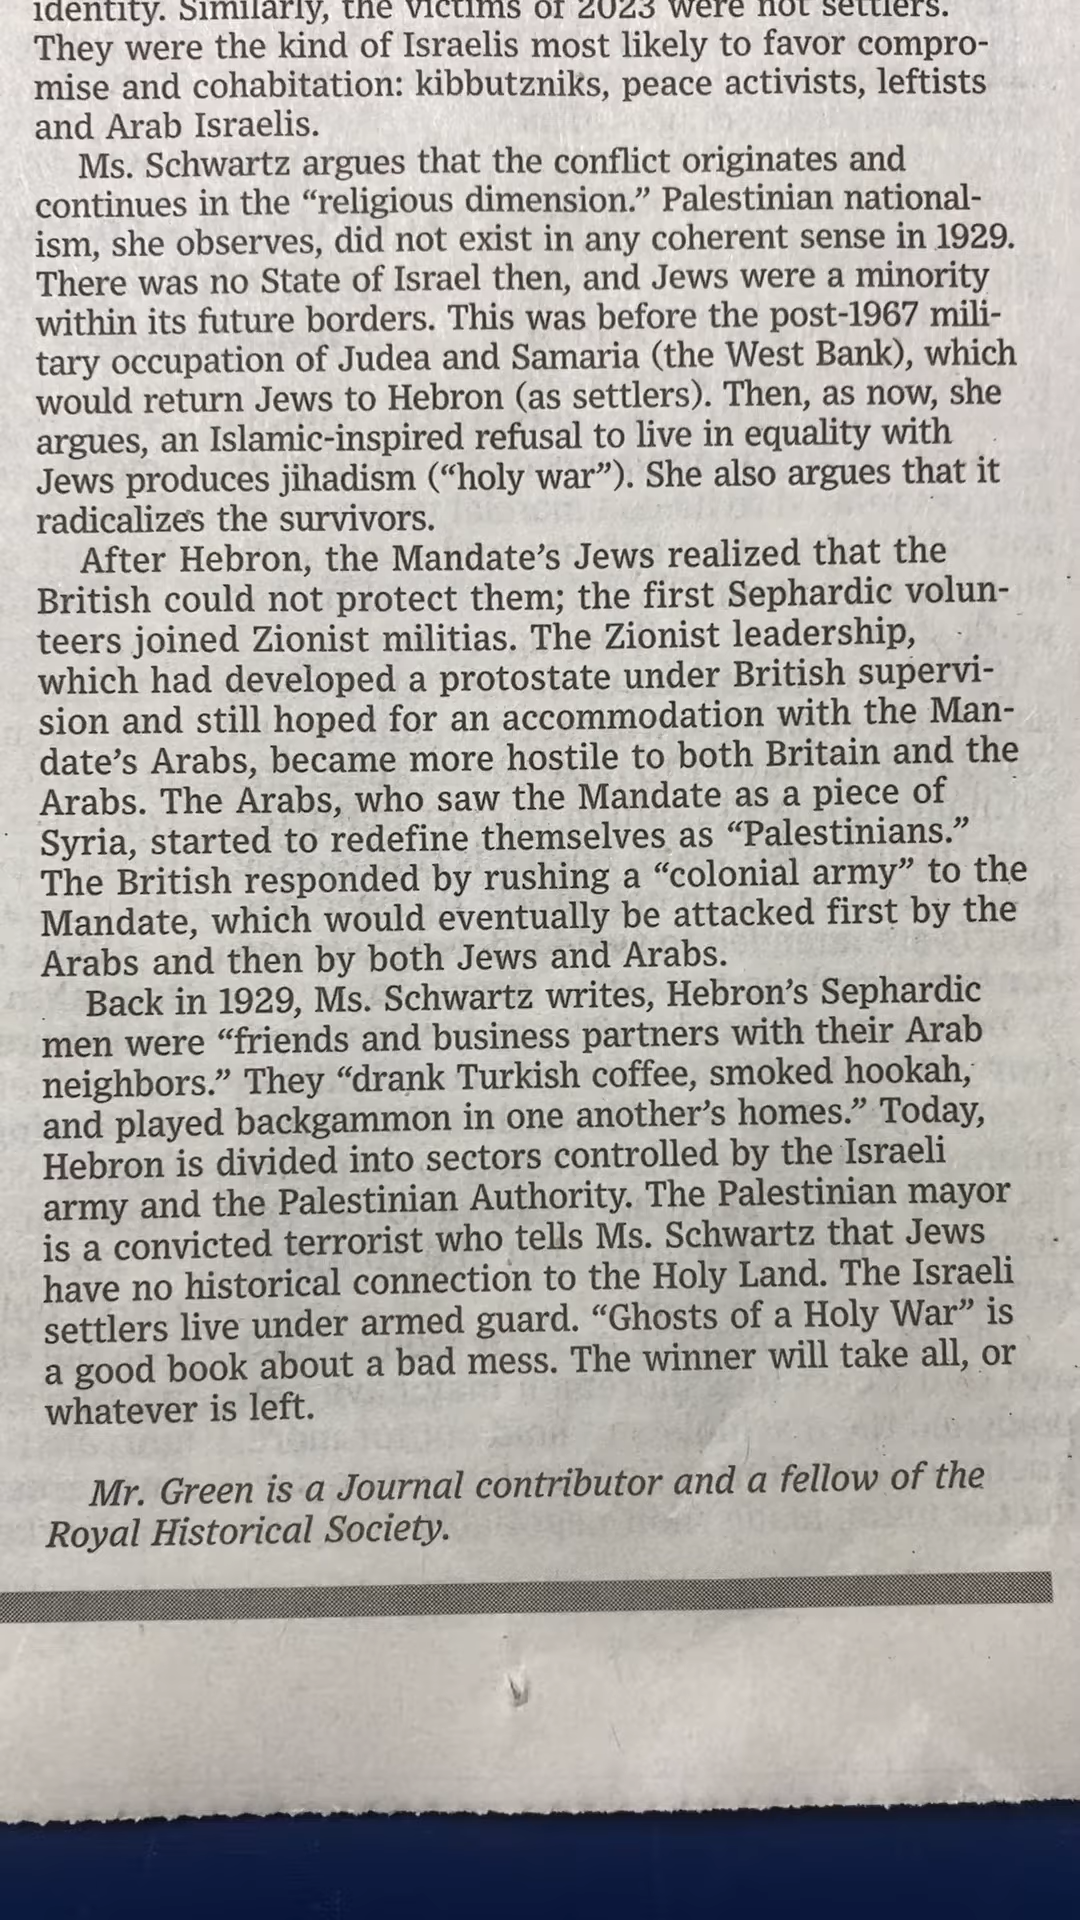 identity. Similarly, the victims of 2023 were not settlers.
They were the kind of Israelis most likely to favor compro-
mise and cohabitation: kibbutzniks, peace activists, leftists
and Arab Israelis.
Ms. Schwartz argues that the conflict originates and
continues in the “religious dimension.” Palestinian national-
ism, she observes, did not exist in any coherent sense in 1929.
There was no State of Israel then, and Jews were a minority
within its future borders. This was before the post-1967 mili-
tary occupation of Judea and Samaria (the West Bank), which
would return Jews to Hebron (as settlers). Then, as now, she
argues, an Islamic-inspired refusal to live in equality with
Jews produces jihadism (“holy war”). She also argues that it
radicalizes the survivors.
After Hebron, the Mandate’s Jews realized that the
British could not protect them; the first Sephardic volun-
teers joined Zionist militias. The Zionist leadership,
which had developed a protostate under British supervi-
sion and still hoped for an accommodation with the Man-
date’s Arabs, became more hostile to both Britain and the
Arabs. The Arabs, who saw the Mandate as a piece of
Syria, started to redefine themselves as “Palestinians.”
The British responded by rushing a “colonial army” to the
Mandate, which would eventually be attacked first by the
Arabs and then by both Jews and Arabs.
Back in 1929, Ms. Schwartz writes, Hebron’s Sephardic
men were “friends and business partners with their Arab
neighbors.” They “drank Turkish coffee, smoked hookah,
and played backgammon in one another’s homes.” Today,
Hebron is divided into sectors controlled by the Israeli
army and the Palestinian Authority. The Palestinian mayor
is a convicted terrorist who tells Ms. Schwartz that Jews
have no historical connection to the Holy Land. The Israeli
settlers live under armed guard. “Ghosts of a Holy War” is
a good book about a bad mess. The winner will take all, or
whatever is left.
Mr. Green is a Journal contributor and a fellow of the
Royal Historical Society.